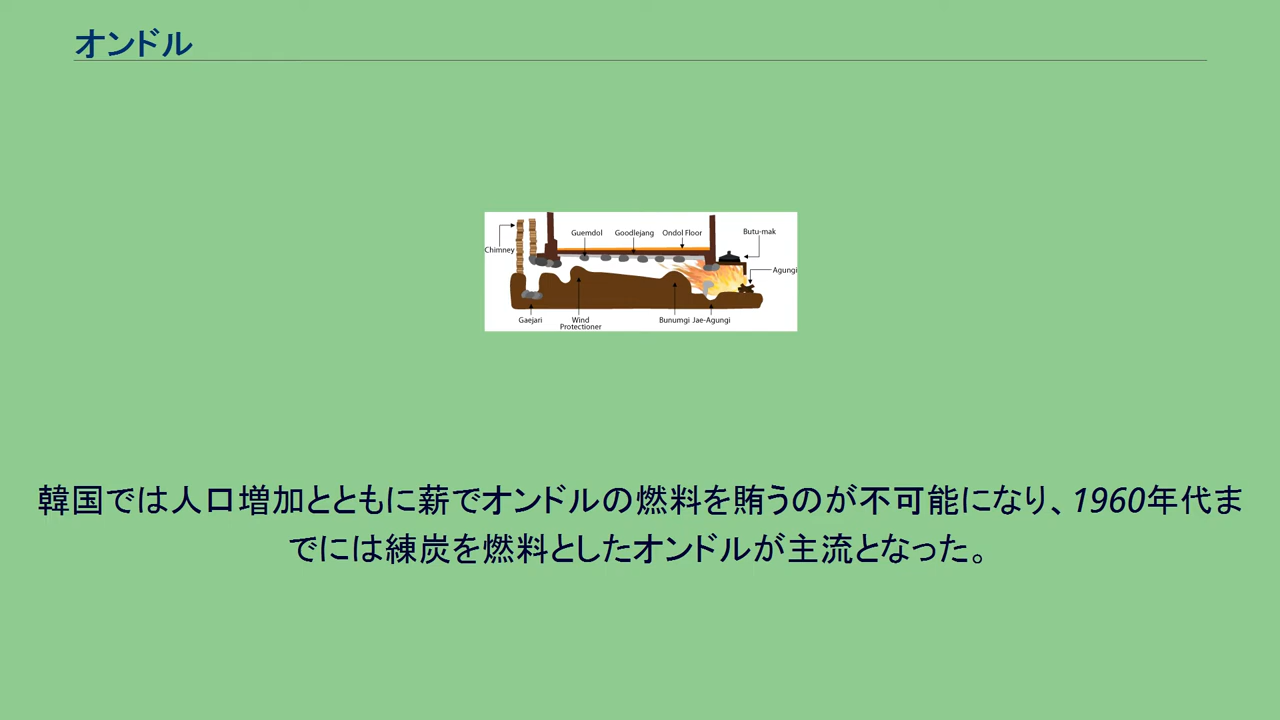 オンドル
Guemdol Goodlejang Ondol Floor Butu-mak
Chimney
Agungi
Gaejari Wind Protectioner Bunumgi Jae-Agungi
韓国では人口増加とともに薪でオンドルの燃料を賄うのが不可能になり、1960年代ま
でには練炭を燃料としたオンドルが主流となった。